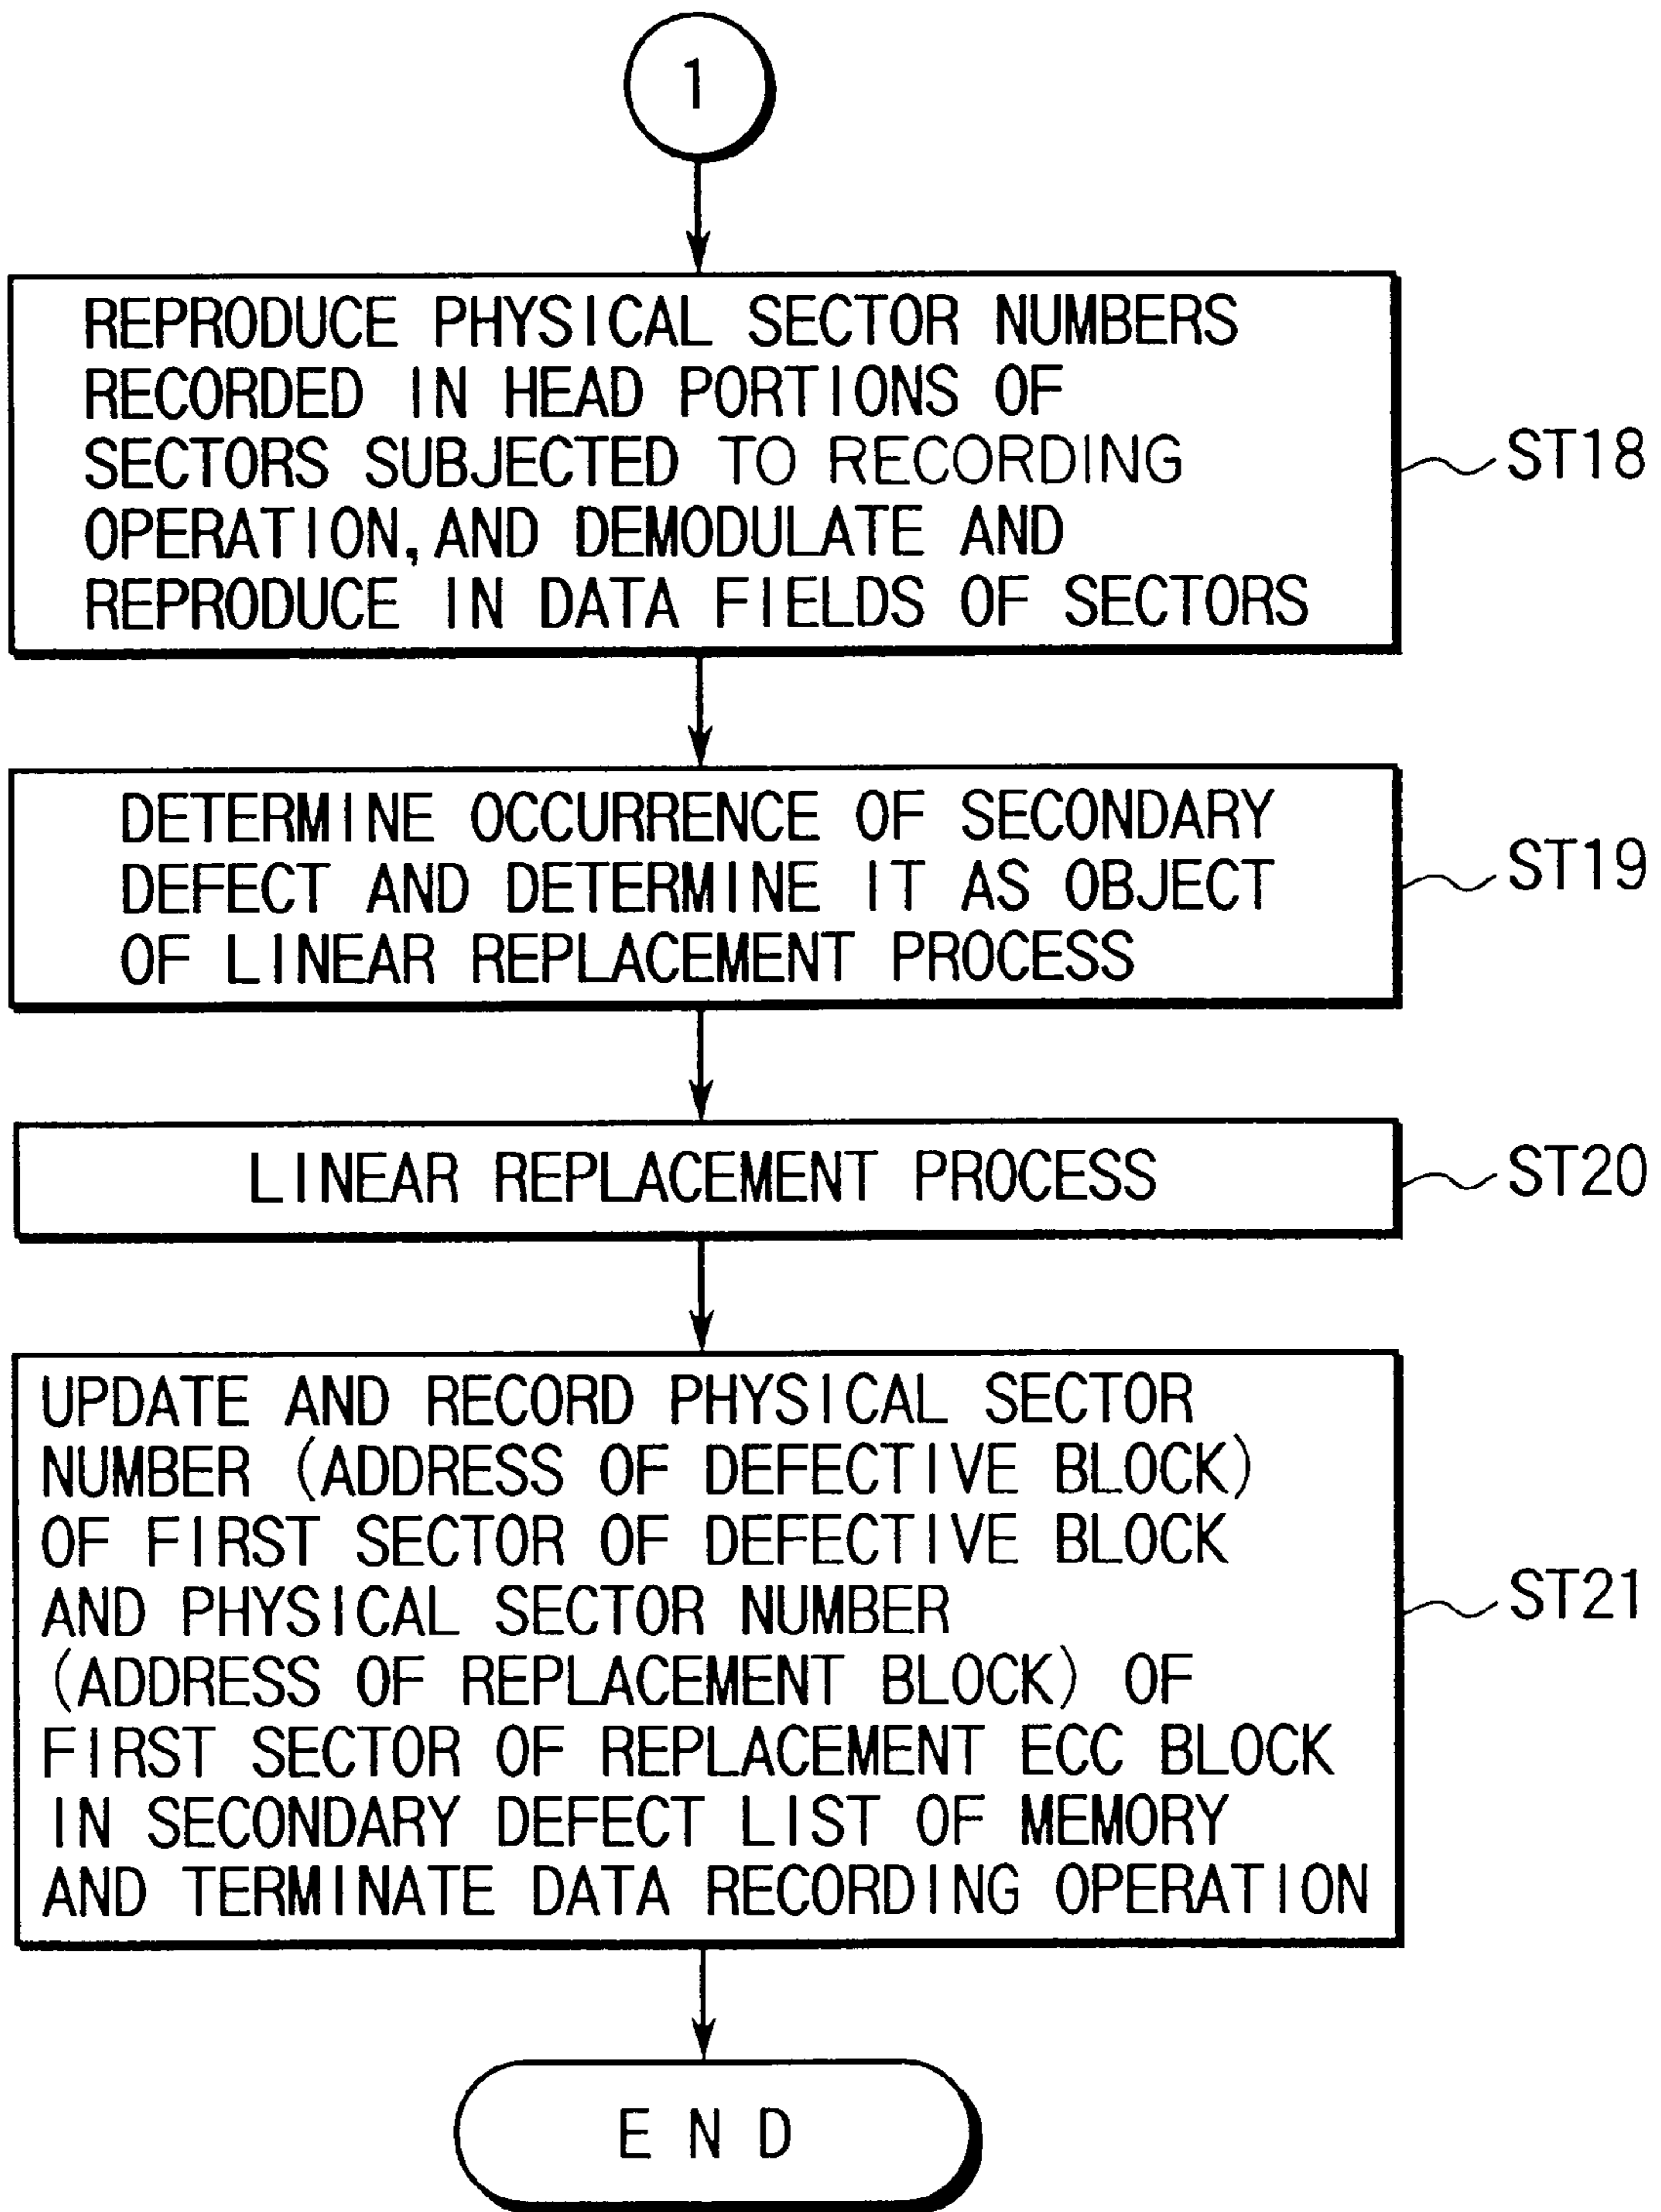 1
REPRODUCE PHYSICAL SECTOR NUMBERS
RECORDED IN HEAD PORTIONS OF
SECTORS SUBJECTED TO RECORDING
OPERATION, AND DEMODULATE AND
REPRODUCE IN DATA FIELDS OF SECTORS
ST18
DETERMINE OCCURRENCE OF SECONDARY
DEFECT AND DETERMINE IT AS OBJECT
OF LINEAR REPLACEMENT PROCESS
ST19
LINEAR REPLACEMENT PROCESS
ST20
UPDATE AND RECORD PHYSICAL SECTOR
NUMBER (ADDRESS OF DEFECTIVE BLOCK)
OF FIRST SECTOR OF DEFECTIVE BLOCK
AND PHYSICAL SECTOR NUMBER
(ADDRESS OF REPLACEMENT BLOCK) OF
FIRST SECTOR OF REPLACEMENT ECC BLOCK
IN SECONDARY DEFECT LIST OF MEMORY
AND TERMINATE DATA RECORDING OPERATION
ST21
END